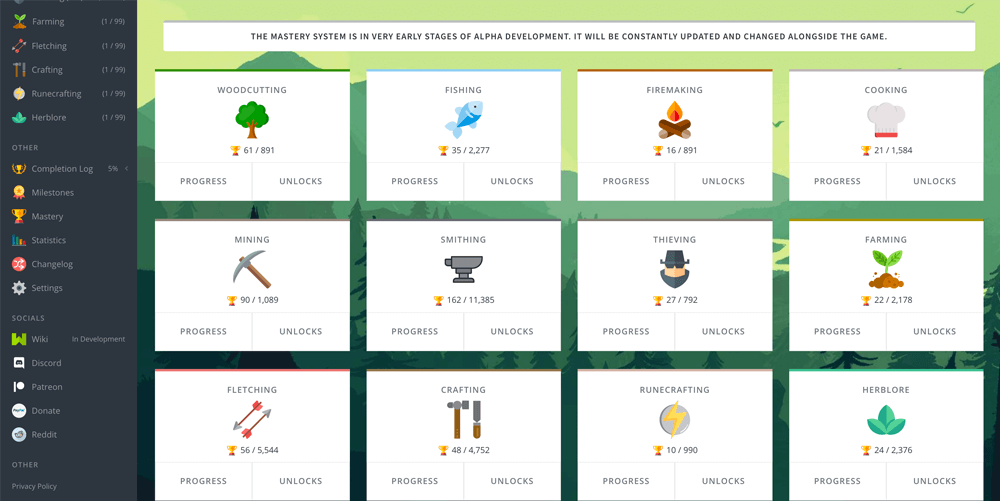 Farming (1 / 99)
Fletching (1 / 99)
Crafting (1 / 99)
Runecrafting (1 / 99)
Herblore (1 / 99)
OTHER
Completion Log 5%
Milestones
Mastery
Statistics
Changelog
Settings
SOCIALS
Wiki In Development
Discord
Patreon
Donate
Reddit
OTHER
Privacy Policy
THE MASTERY SYSTEM IS IN VERY EARLY STAGES OF ALPHA DEVELOPMENT. IT WILL BE CONSTANTLY UPDATED AND CHANGED ALONGSIDE THE GAME.
WOODCUTTING
61 / 891
PROGRESS UNLOCKS
FISHING
35 / 2,277
PROGRESS UNLOCKS
FIREMAKING
16 / 891
PROGRESS UNLOCKS
COOKING
21 / 1,584
PROGRESS UNLOCKS
MINING
90 / 1,089
PROGRESS UNLOCKS
SMITHING
162 / 11,385
PROGRESS UNLOCKS
THIEVING
27 / 792
PROGRESS UNLOCKS
FARMING
22 / 2,178
PROGRESS UNLOCKS
FLETCHING
56 / 5,544
PROGRESS UNLOCKS
CRAFTING
48 / 4,752
PROGRESS UNLOCKS
RUNECRAFTING
10 / 990
PROGRESS UNLOCKS
HERBLORE
24 / 2,376
PROGRESS UNLOCKS